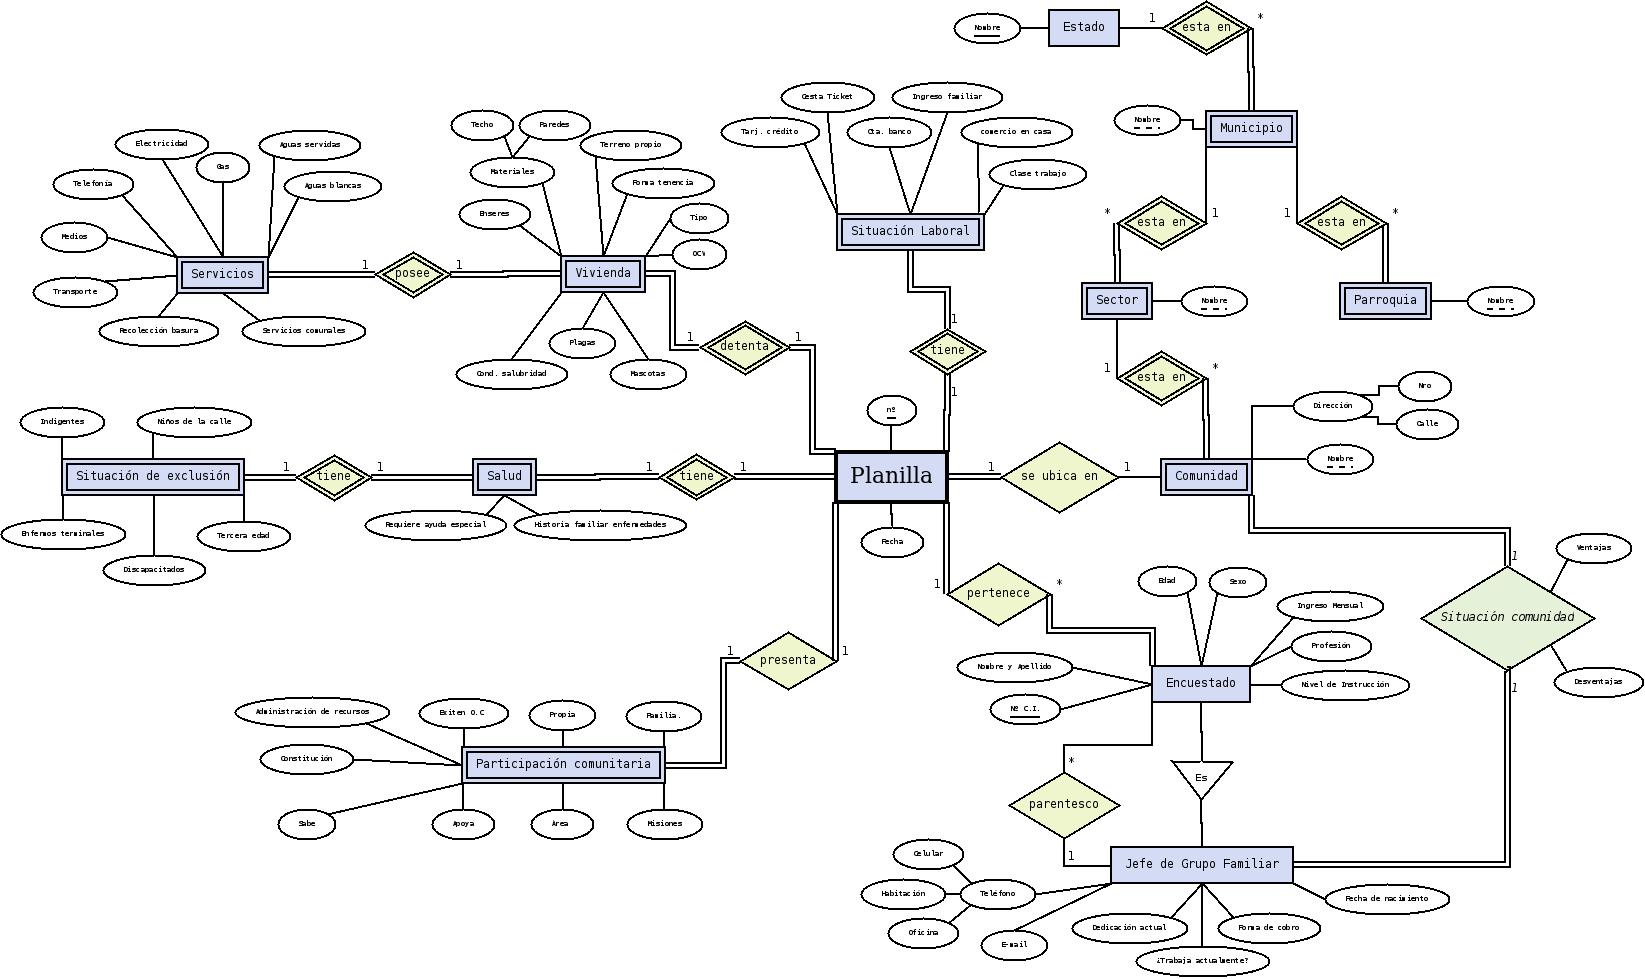 Nombre
Estado
1
esta en
*
Cesta Ticket
Ingreso familiar
Techo
Paredes
Tarj. crédito
Cta. banco
comercio en casa
Nombre
Municipio
Electricidad
Gas
Aguas servidas
Terreno propio
Telefonía
Aguas blancas
Materiales
Forma tenencia
Clase trabajo
Medios
Enseres
Tipo
OCV
Situación Laboral
*
esta en
1
1
esta en
*
Servicios
1
posee
1
Vivienda
Transporte
Recolección basura
Servicios comunales
Sector
Nombre
Parroquia
Nombre
Plagas
Cond. salubridad
Mascotas
1
detenta
1
1
tiene
1
1
esta en
*
Indigentes
Niños de la calle
nº
Dirección
Nro
Calle
Nombre
Situación de exclusión
1
tiene
1
Salud
1
tiene
1
Planilla
1
se ubica en
1
Comunidad
Enfermos terminales
Discapacitados
Tercera edad
Requiere ayuda especial
Historia familiar enfermedades
Fecha
1
pertenece
*
Edad
Sexo
Ingreso Mensual
Profesión
Nivel de Instrucción
1
Situación comunidad
1
Ventajas
Desventajas
1
presenta
1
Nombre y Apellido
Nº C.I.
Encuestado
Administración de recursos
Exiten O.C
Propia
Familia.
Constitución
Participación comunitaria
Sabe
Apoya
Área
Misiones
*
parentesco
1
Es
Jefe de Grupo Familiar
Celular
Habitación
Teléfono
Oficina
E-mail
Dedicación actual
¿Trabaja actualmente?
Forma de cobro
Fecha de nacimiento